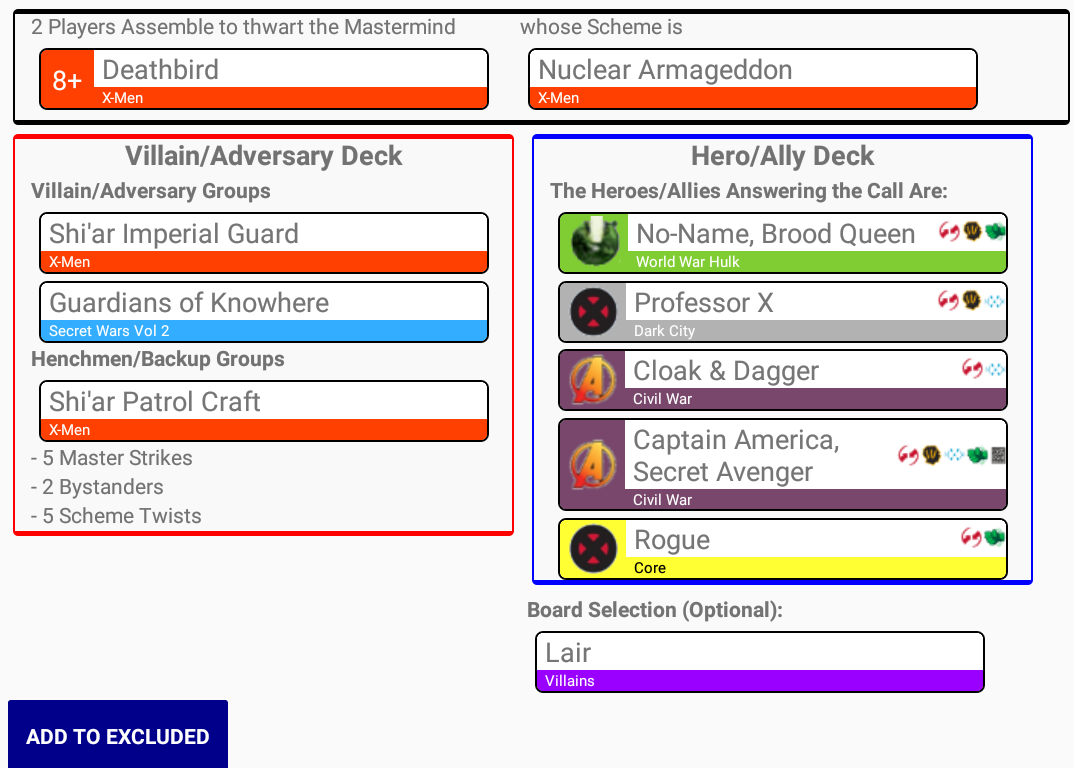 2 Players Assemble to thwart the Mastermind
whose Scheme is
8+
Deathbird
X-Men
Nuclear Armageddon
X-Men
Villain/Adversary Deck
Villain/Adversary Groups
Shi'ar Imperial Guard
X-Men
Guardians of Knowhere
Secret Wars Vol 2
Henchmen/Backup Groups
Shi'ar Patrol Craft
X-Men
- 5 Master Strikes
- 2 Bystanders
- 5 Scheme Twists
Hero/Ally Deck
The Heroes/Allies Answering the Call Are:
No-Name, Brood Queen
World War Hulk
Professor X
Dark City
Cloak & Dagger
Civil War
Captain America,
Secret Avenger
Civil War
Rogue
Core
Board Selection (Optional):
Lair
Villains
ADD TO EXCLUDED